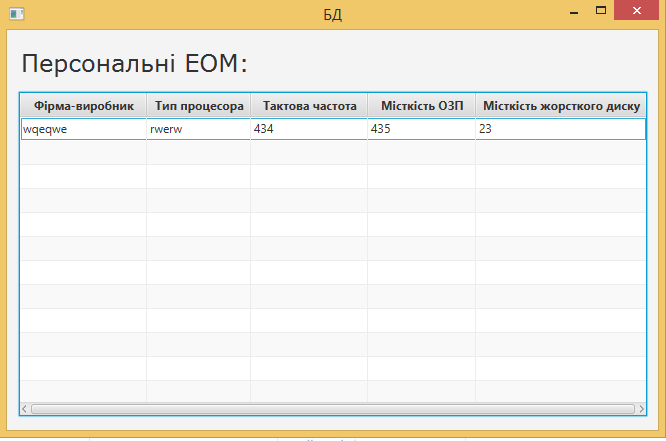 БД
Персональні ЕОМ:
Фірма-виробник Тип процесора Тактова частота Місткість ОЗП Місткість жорсткого диску
wqeqwe rwerw 434 435 23